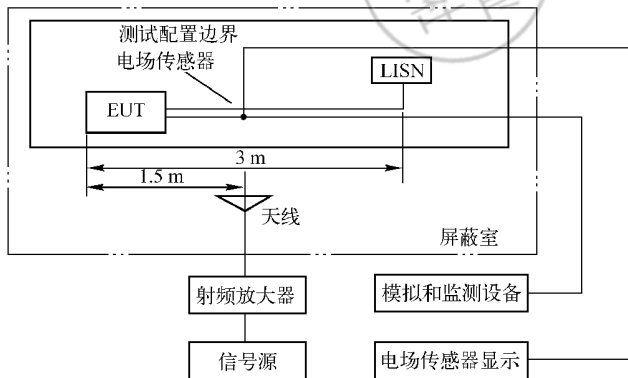 测试配置边界
电场传感器
LISN
EUT
3 m
1.5 m
天线
屏蔽室
射频放大器
模拟和监测设备
信号源
电场传感器显示